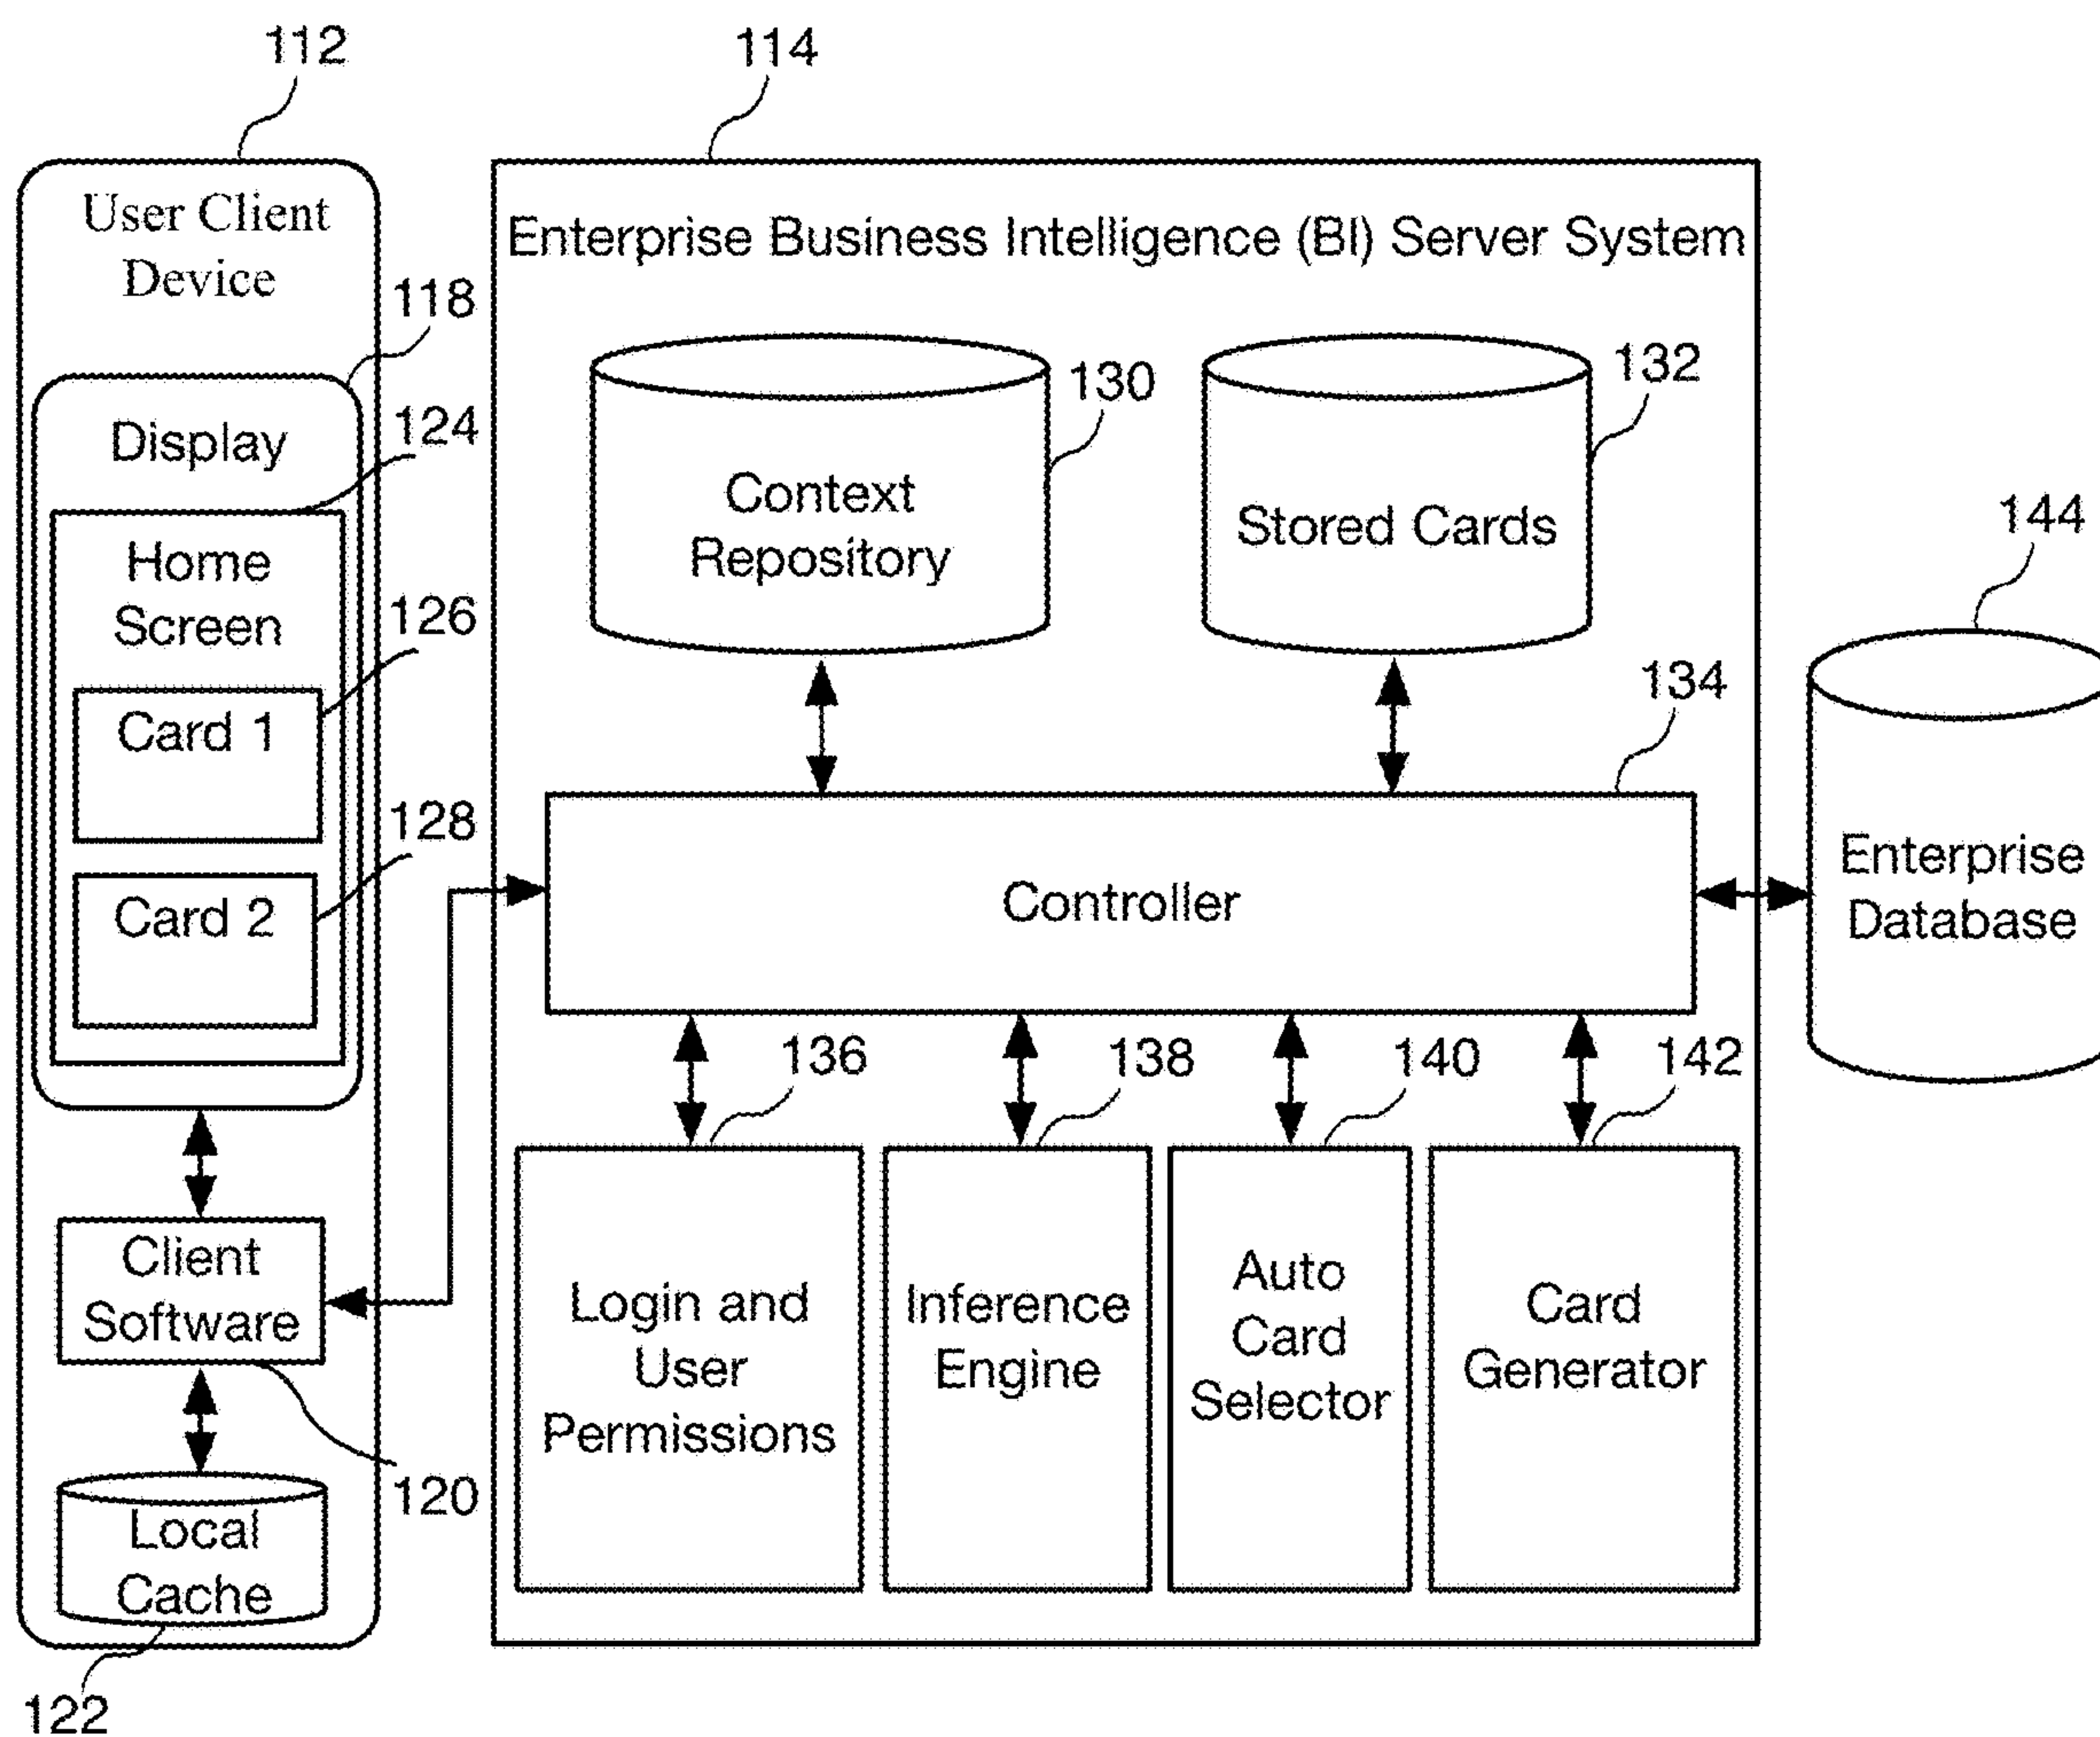 112
114
User Client
Device
118
Display
124
Home
Screen
126
Card 1
128
Card 2
Client
Software
120
Local
Cache
122
Enterprise Business Intelligence (BI) Server System
130
Context
Repository
132
Stored Cards
134
Controller
136
Login and
User
Permissions
138
Inference
Engine
140
Auto
Card
Selector
142
Card
Generator
144
Enterprise
Database